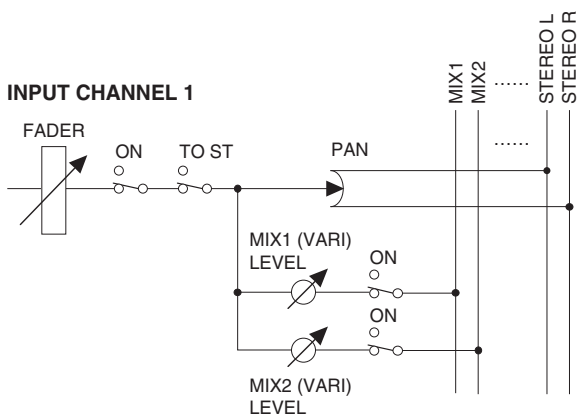 INPUT CHANNEL 1
FADER
ON
TO ST
PAN
MIX1
MIX2
......
STEREO L
STEREO R
......
MIX1 (VARI)
LEVEL
ON
ON
MIX2 (VARI)
LEVEL